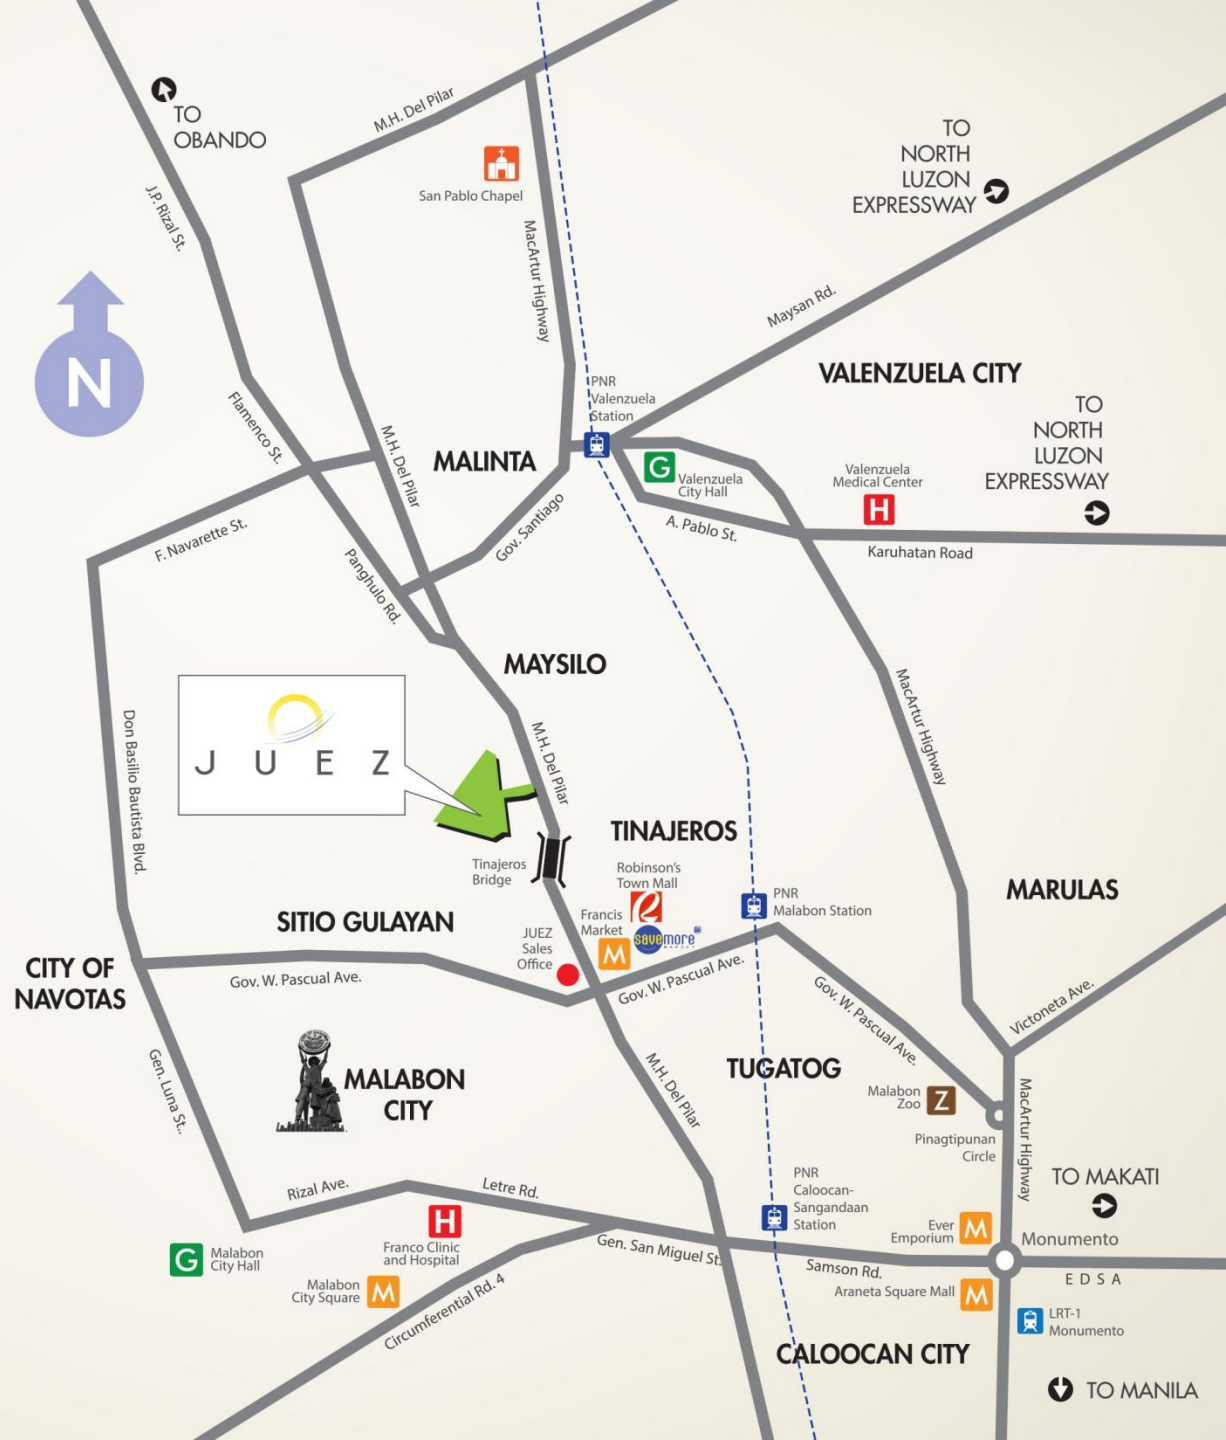 M.H. Del Pilar
TO
OBANDO
San Pablo Chapel
TO
NORTH
LUZON
EXPRESSWAY
J.P. Rizal St.
MacArtur Highway
Maysan Rd.
N
VALENZUELA CITY
PNR
Valenzuela
Station
TO
NORTH
LUZON
EXPRESSWAY
Flamenco St.
M.H. Del Pilar
MALINTA
G
Valenzuela
City Hall
Valenzuela
Medical Center
H
F. Navarette St.
Gov. Santiago
A. Pablo St.
Karuhatan Road
Panghulo Rd.
MAYSILO
JUEZ
M.H. Del Pilar
MacArtur Highway
Don Basilio Bautista Blvd.
TINAJEROS
Tinajeros
Bridge
Robinson's
Town Mall
R
PNR
Malabon Station
MARULAS
SITIO GULAYAN
Francis
Market
M
savemore
MARKET
JUEZ
Sales
Office
CITY OF
NAVOTAS
Gov. W. Pascual Ave.
Gov. W. Pascual Ave.
Gov. W. Pascual Ave.
Victoneta Ave.
Gen. Luna St..
MALABON
CITY
M.H. Del Pilar
TUGATOG
Malabon
Zoo
Z
Pinagtipunan
Circle
MacArtur Highway
TO MAKATI
Rizal Ave.
Letre Rd.
PNR
Caloocan-
Sangandaan
Station
H
Franco Clinic
and Hospital
Gen. San Miguel St.
Ever
Emporium
M
Monumento
G
Malabon
City Hall
Malabon
City Square
M
Circumferential Rd. 4
Samson Rd.
EDSA
Araneta Square Mall
M
LRT-1
Monumento
CALOOCAN CITY
TO MANILA